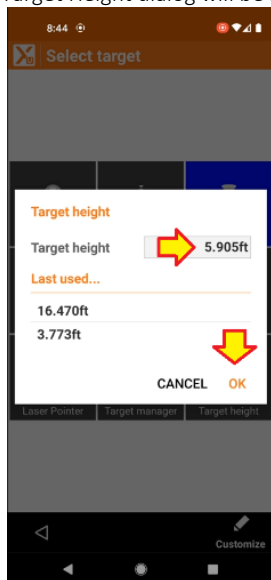 Target Height dialog will be
8:44
Select target
Target height
Target height 5.905ft
Last used...
16.470ft
3.773ft
CANCEL OK
Laser Pointer Target manager Target height
Customize